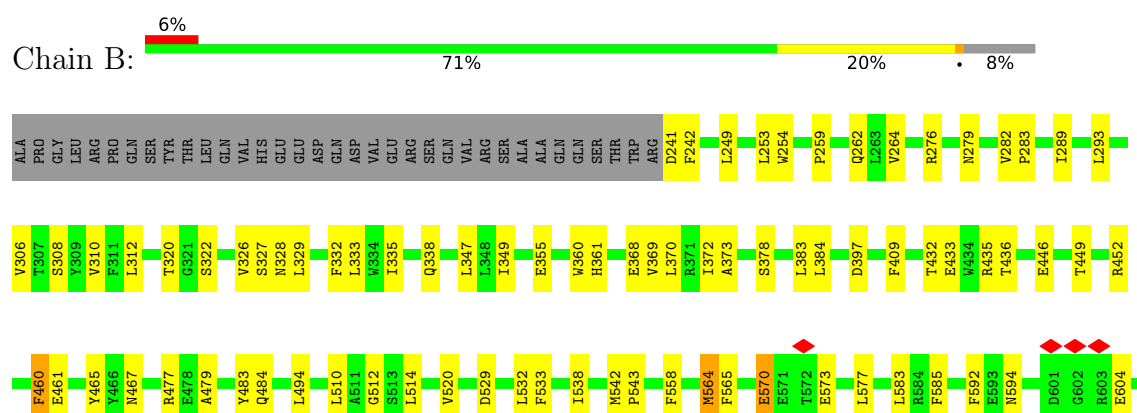 6%
Chain B:
71% 20% • 8%
ALA PRO GLY LEU ARG PRO GLN SER TYR THR LEU GLN VAL HIS GLU GLU ASP GLN ASP VAL GLU ARG SER GLN VAL ARG SER ALA ALA GLN GLN SER THR TRP ARG D241 F242 L249 L253 W254 P259 Q262 L263 V264 R276 N279 V282 P283 I289 L293
V306 T307 S308 Y309 V310 F311 L312 T320 G321 S322 V326 S327 N328 L329 F332 L333 W334 I335 Q338 L347 L348 I349 E355 W360 H361 E368 V369 L370 R371 I372 A373 S378 L383 L384 D397 F409 T432 E433 W434 R435 T436 E446 T449 R452
F460 E461 Y465 Y466 N467 R477 E478 A479 Y483 Q484 L494 L510 A511 G512 S513 L514 V520 D529 L532 F533 I538 M542 P543 F558 M564 F565 E570 E571 T572 E573 L577 L583 R584 F585 F592 E593 N594 D601 G602 R603 E604